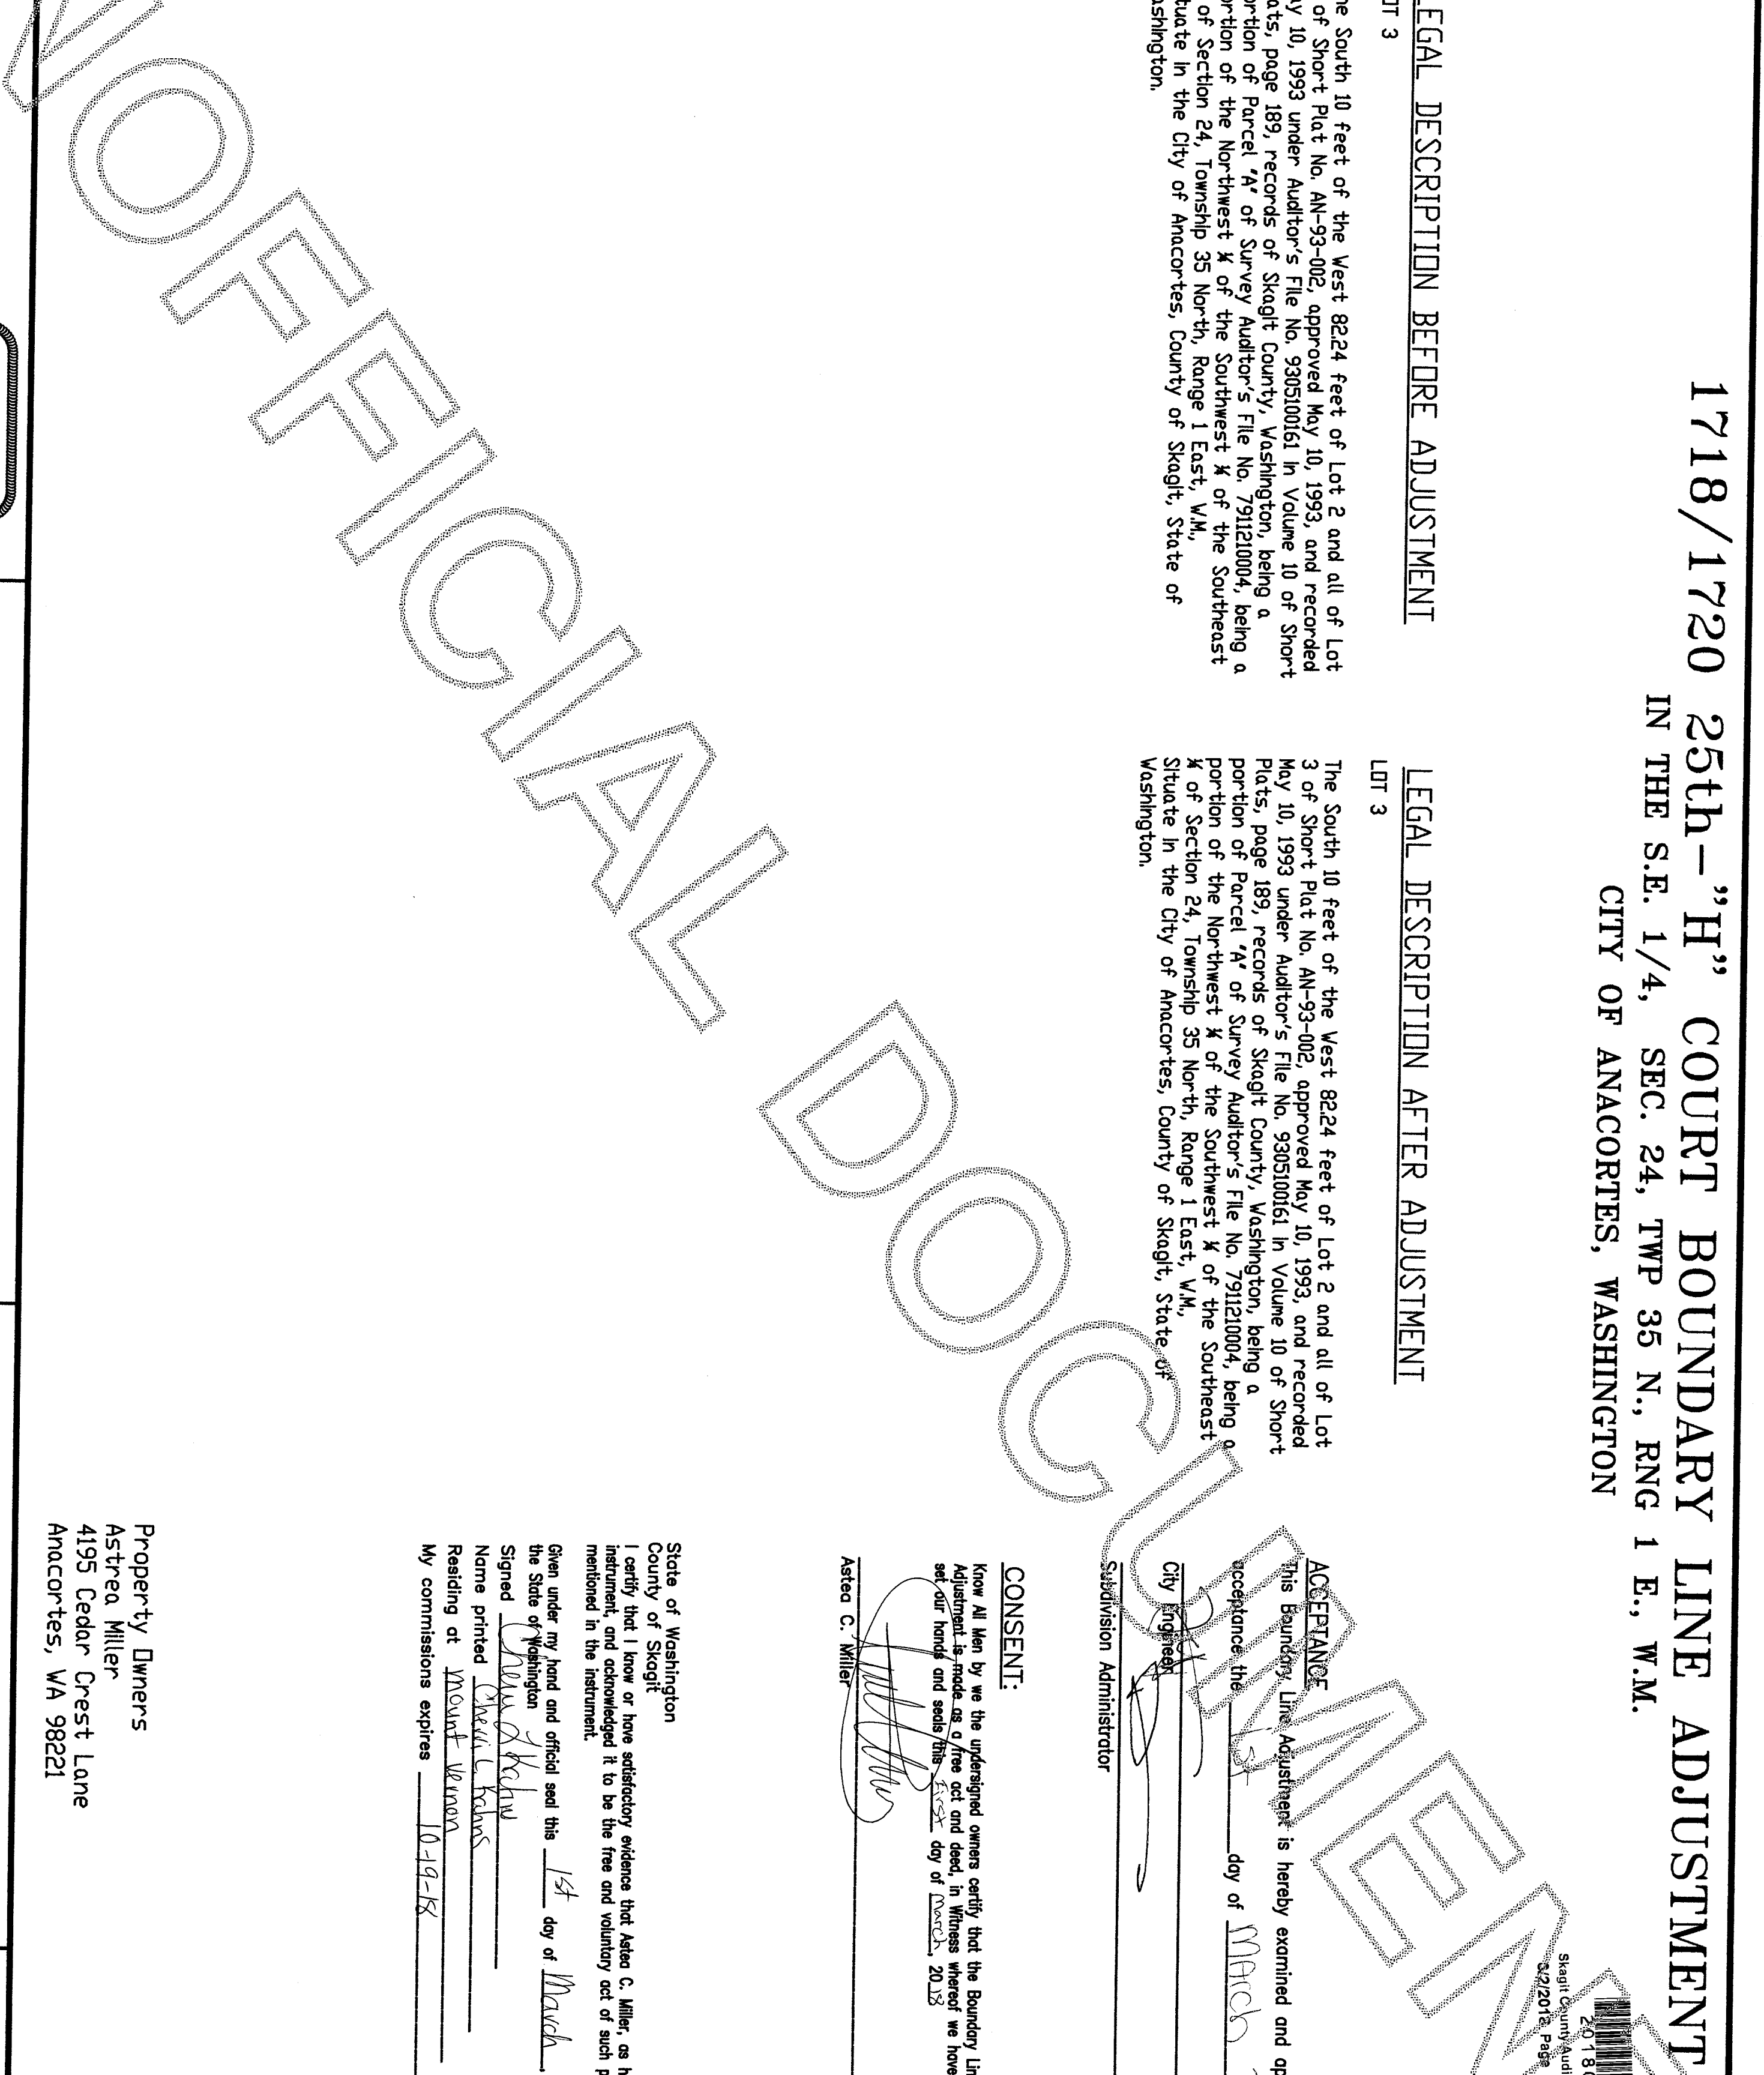 1718/1720 25th-"H" COURT BOUNDARY LINE ADJUSTMENT
IN THE S.E. 1/4, SEC. 24, TWP 35 N., RNG 1 E., W.M.
CITY OF ANACORTES, WASHINGTON
Skagit County Audi
3/2/2018 Page
LEGAL DESCRIPTION BEFORE ADJUSTMENT
OT 3
he South 10 feet of the West 82.24 feet of Lot 2 and all of Lot
of Short Plat No. AN-93-002, approved May 10, 1993, and recorded
ay 10, 1993 under Auditor's File No. 9305100161 in Volume 10 of Short
ats, page 189, records of Skagit County, Washington, being a
ortion of Parcel "A" of Survey Auditor's File No. 7911210004, being a
ortion of the Northwest ¼ of the Southwest ¼ of the Southeast
of Section 24, Township 35 North, Range 1 East, W.M.,
tuate in the City of Anacortes, County of Skagit, State of
ashington.
LEGAL DESCRIPTION AFTER ADJUSTMENT
LOT 3
The South 10 feet of the West 82.24 feet of Lot 2 and all of Lot
3 of Short Plat No. AN-93-002, approved May 10, 1993, and recorded
May 10, 1993 under Auditor's File No. 9305100161 in Volume 10 of Short
Plats, page 189, records of Skagit County, Washington, being a
portion of Parcel "A" of Survey Auditor's File No. 7911210004, being a
portion of the Northwest ¼ of the Southwest ¼ of the Southeast
¼ of Section 24, Township 35 North, Range 1 East, W.M.,
Situate in the City of Anacortes, County of Skagit, State of
Washington.
ACCEPTANCE
This Boundary Line Adjustment is hereby examined and ap
acceptance the 1st day of March
City Engineer
Subdivision Administrator
CONSENT:
Know All Men by we the undersigned owners certify that the Boundary Lin
Adjustment is made as a free act and deed, in Witness whereof we have
set our hands and seals this First day of March, 2018
Astea C. Miller
State of Washington
County of Skagit
I certify that I know or have satisfactory evidence that Astea C. Miller, as h
instrument, and acknowledged it to be the free and voluntary act of such p
mentioned in the instrument.
Given under my hand and official seal this 1st day of March,
the State of Washington
Signed
Name printed Cheri L Kahns
Residing at mount vernon
My commissions expires 10-19-18
Property Owners
Astrea Miller
4195 Cedar Crest Lane
Anacortes, WA 98221
NOFFICIAL DOCUMEN